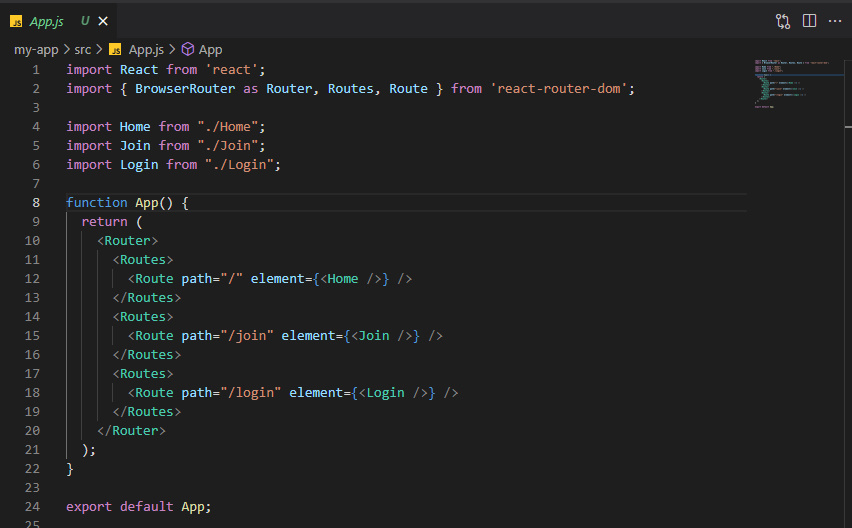 JS App.js U
my-app > src > JS App.js > App
1 import React from 'react';
2 import { BrowserRouter as Router, Routes, Route } from 'react-router-dom';
3
4 import Home from "./Home";
5 import Join from "./Join";
6 import Login from "./Login";
7
8 function App() {
9   return (
10     <Router>
11       <Routes>
12         <Route path="/" element={<Home />} />
13       </Routes>
14       <Routes>
15         <Route path="/join" element={<Join />} />
16       </Routes>
17       <Routes>
18         <Route path="/login" element={<Login />} />
19       </Routes>
20     </Router>
21   );
22 }
23
24 export default App;
25